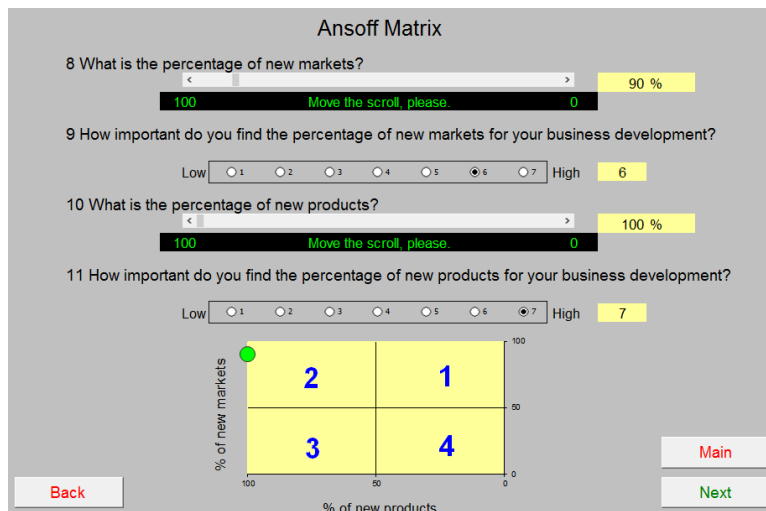 Ansoff Matrix
8 What is the percentage of new markets?
< > 90 %
100 Move the scroll, please. 0
9 How important do you find the percentage of new markets for your business development?
Low 1 2 3 4 5 6 7 High 6
10 What is the percentage of new products?
< > 100 %
100 Move the scroll, please. 0
11 How important do you find the percentage of new products for your business development?
Low 1 2 3 4 5 6 7 High 7
% of new markets
100
2 1
50
3 4
0
100 50 0
% of new products
Main
Back
Next